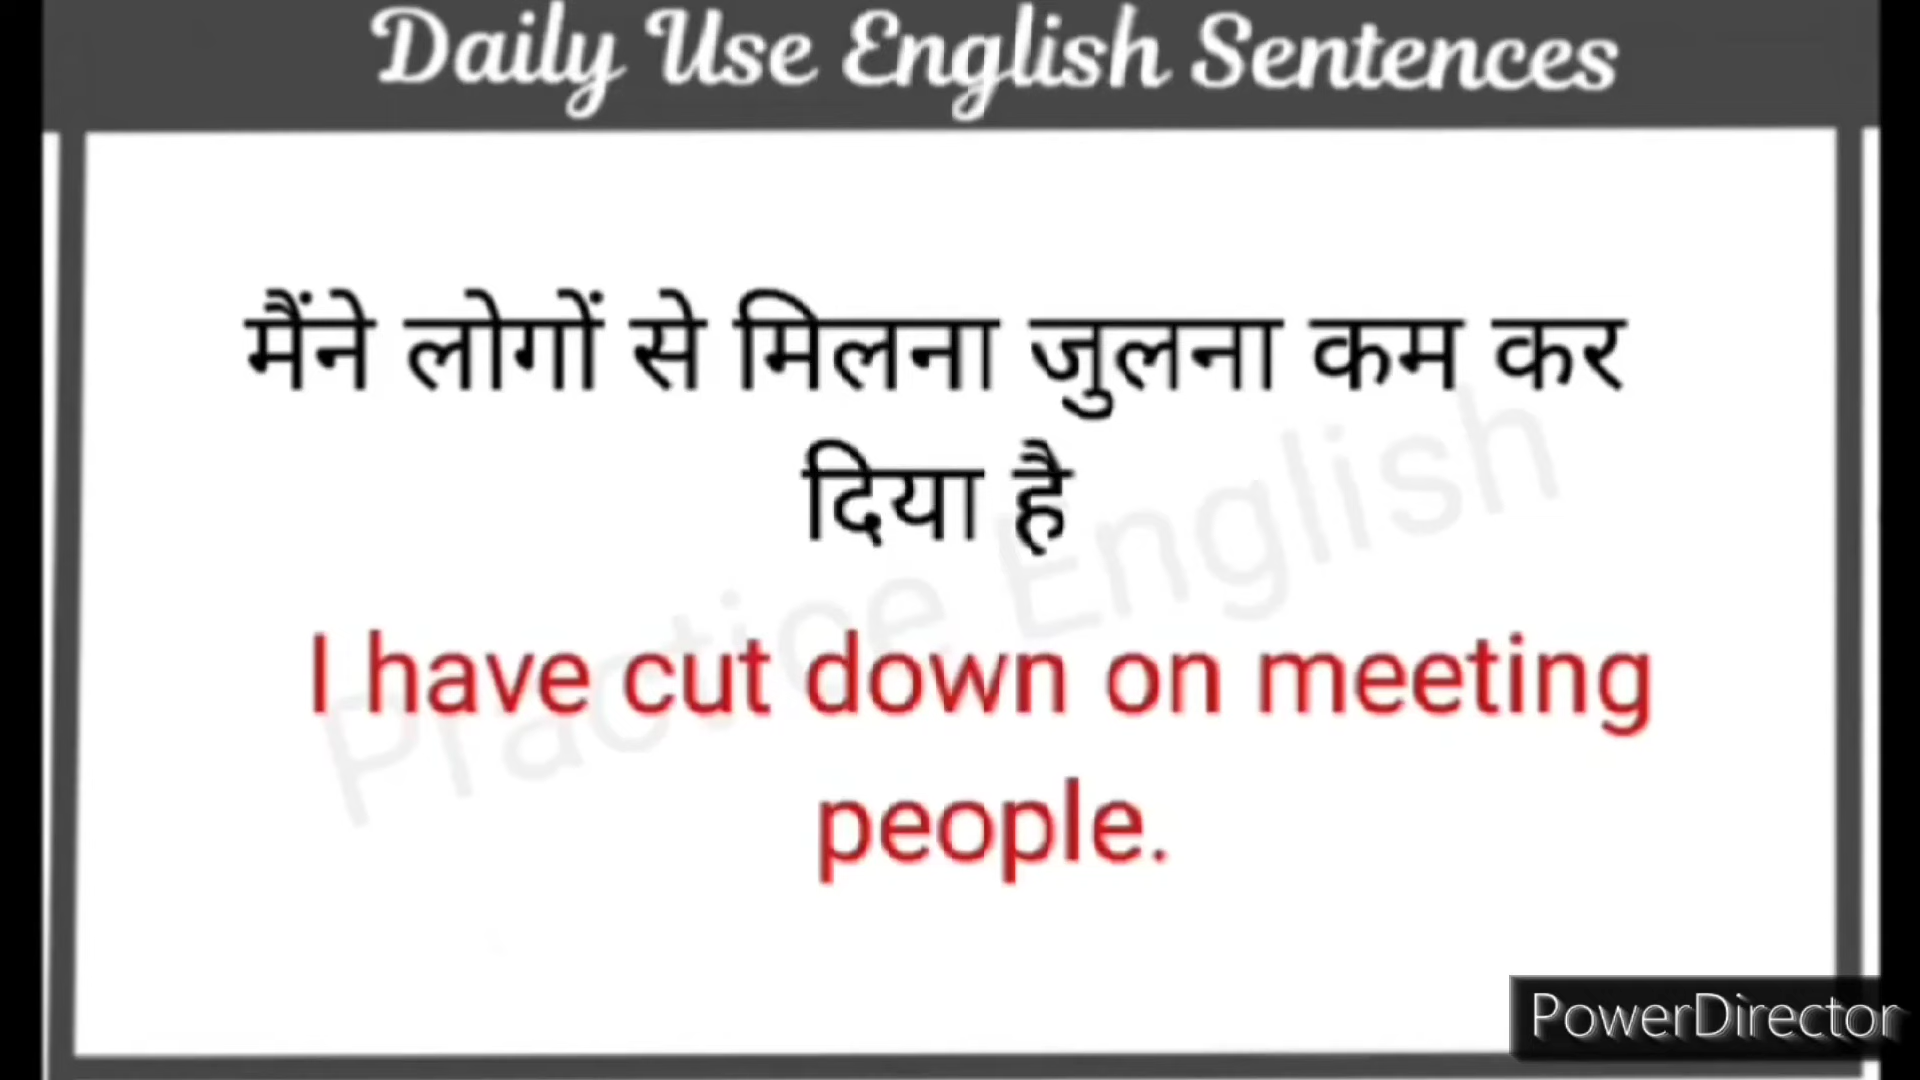 Daily Use English Sentences
मैंने लोगों से मिलना जुलना कम कर
दिया है
I have cut down on meeting
people.
Practice English
PowerDirector